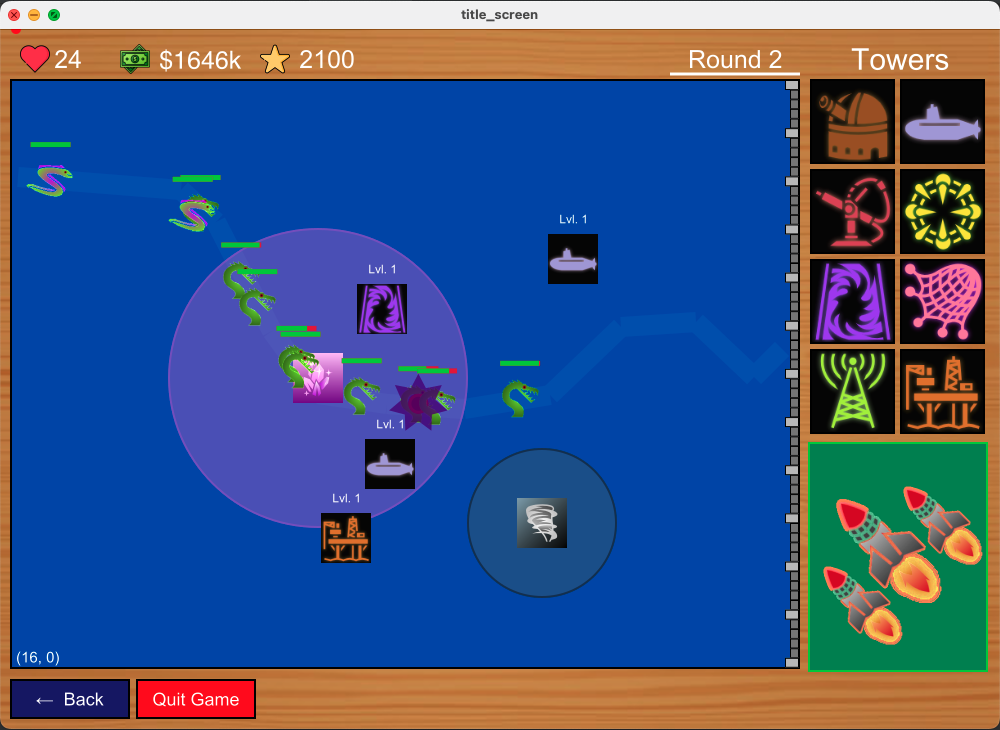 title_screen
24 $1646k 2100 Round 2 Towers
Lvl. 1
Lvl. 1
Lvl. 1
Lvl. 1
(16, 0)
← Back Quit Game